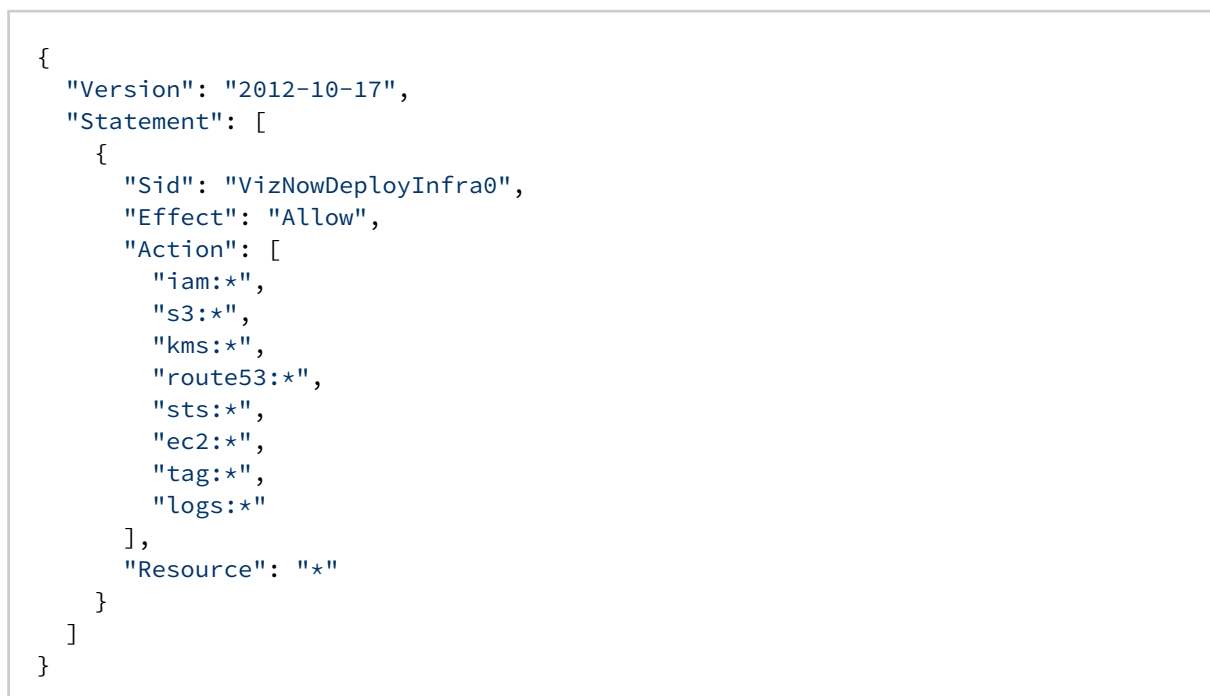 {
  "Version": "2012-10-17",
  "Statement": [
    {
      "Sid": "VizNowDeployInfra0",
      "Effect": "Allow",
      "Action": [
        "iam:*",
        "s3:*",
        "kms:*",
        "route53:*",
        "sts:*",
        "ec2:*",
        "tag:*",
        "logs:*"
      ],
      "Resource": "*"
    }
  ]
}